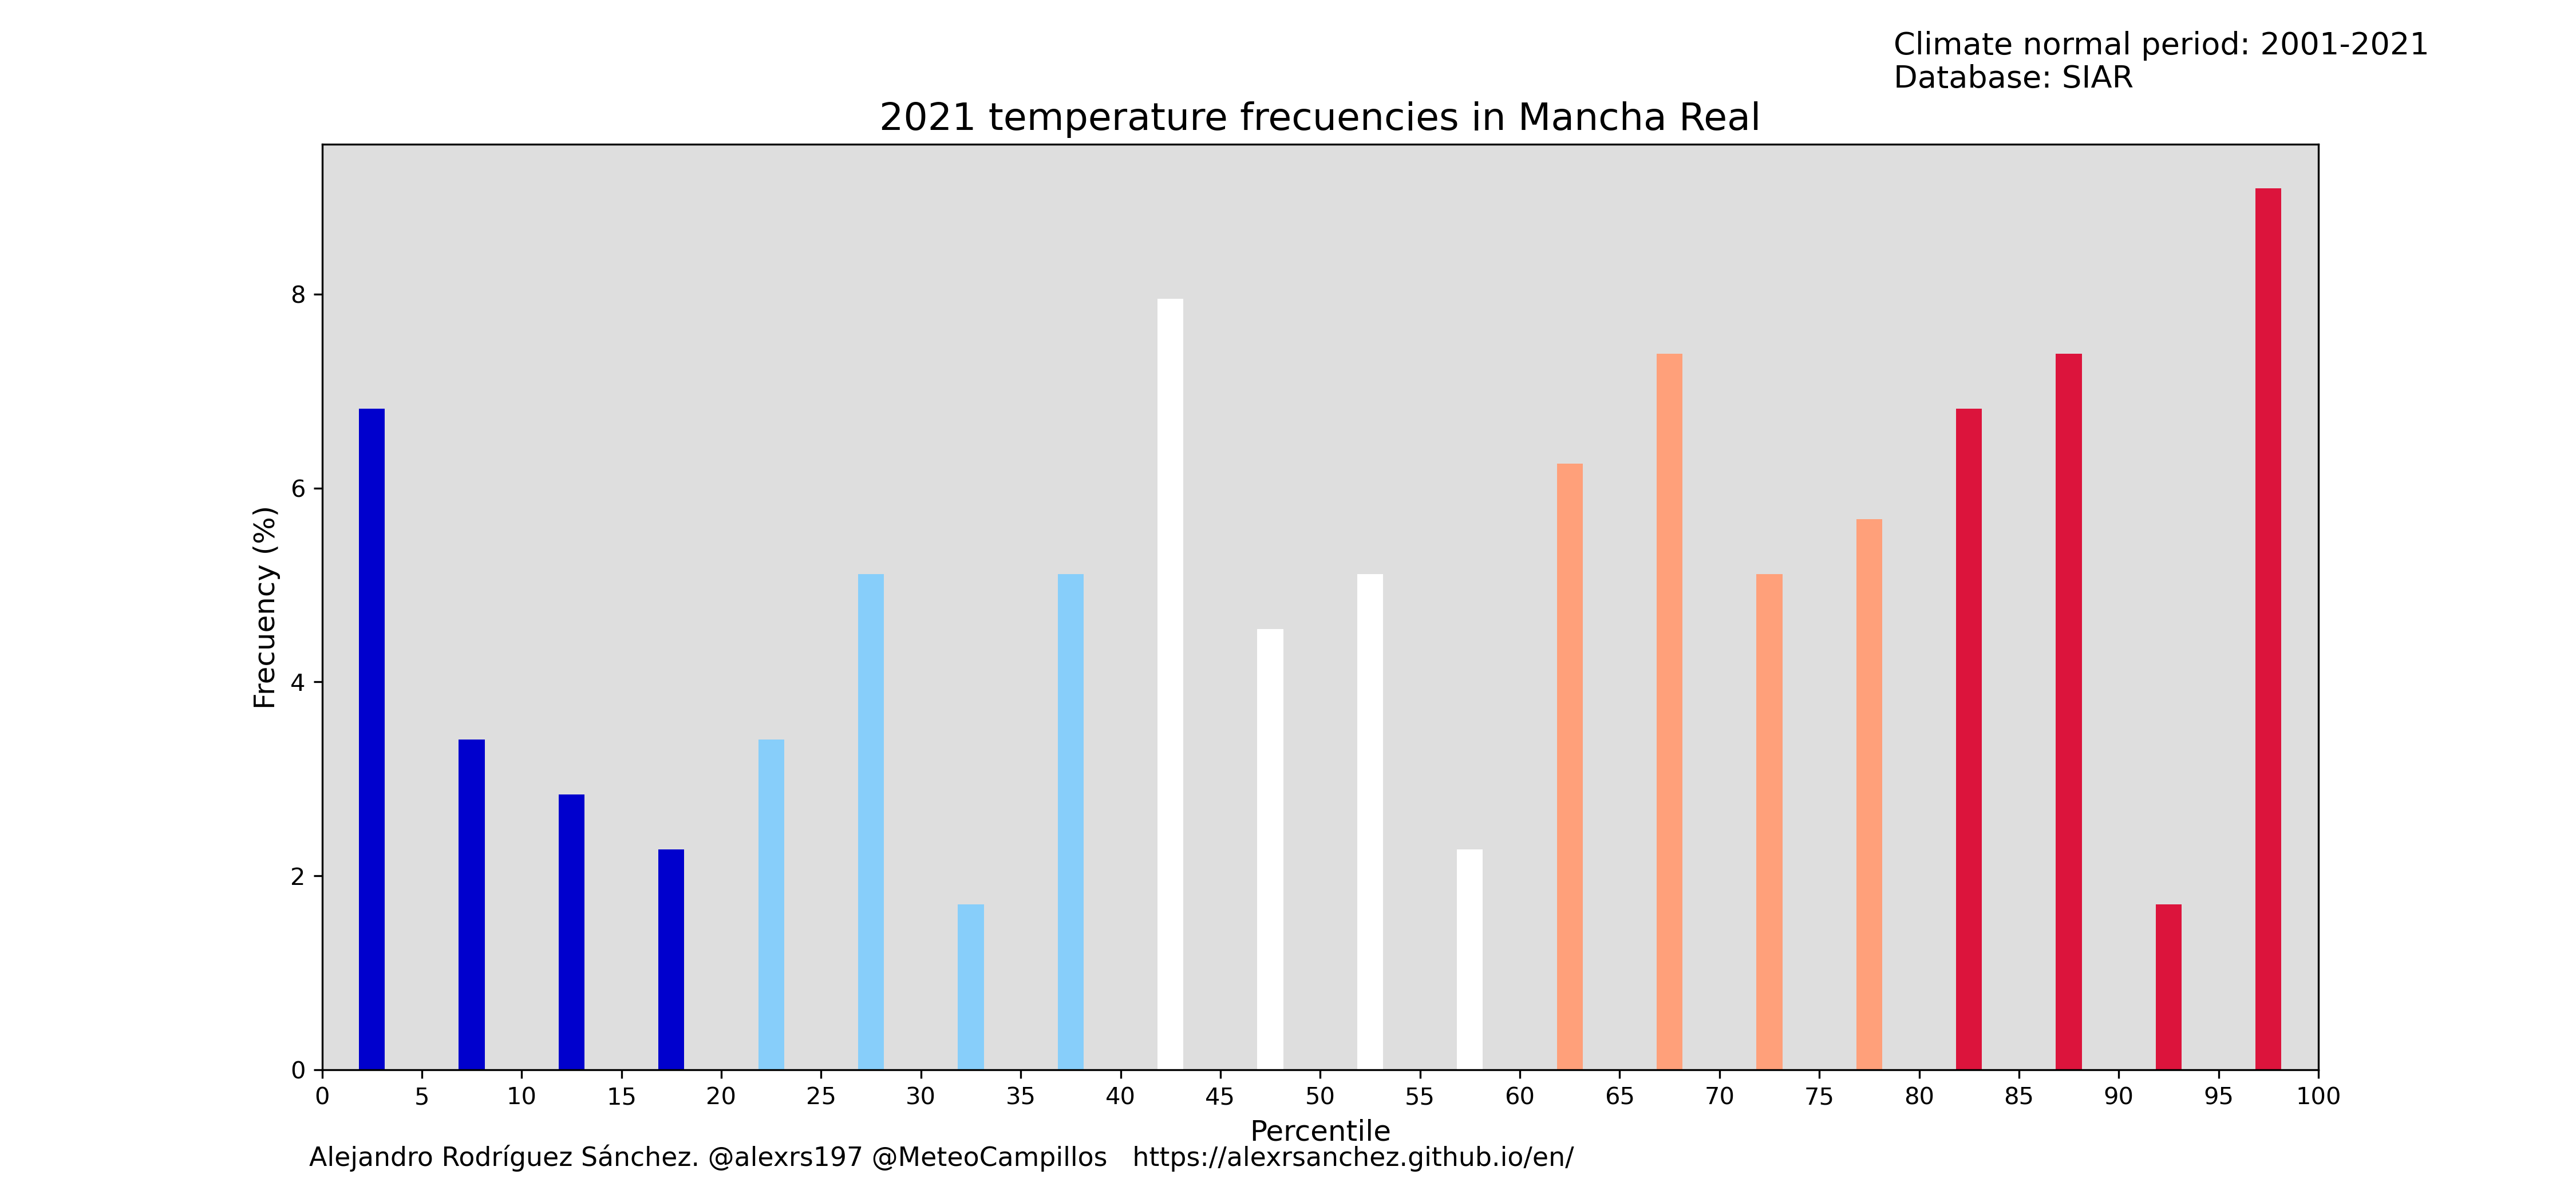 Climate normal period: 2001-2021
Database: SIAR
2021 temperature frecuencies in Mancha Real
Frecuency (%)
8
6
4
2
0
0 5 10 15 20 25 30 35 40 45 50 55 60 65 70 75 80 85 90 95 100
Percentile
Alejandro Rodríguez Sánchez. @alexrs197 @MeteoCampillos https://alexrsanchez.github.io/en/